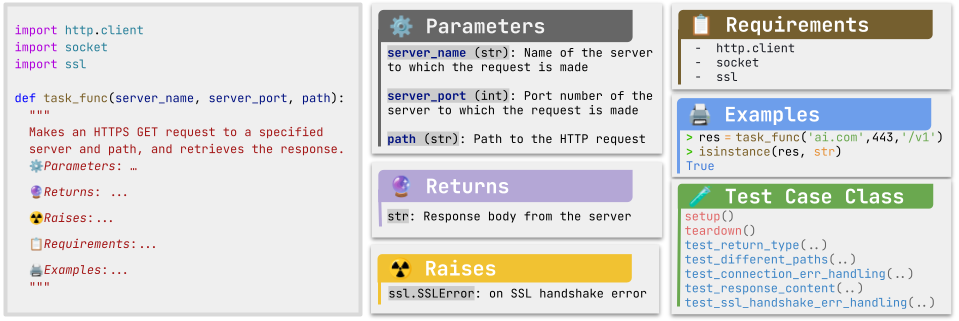 import http.client
import socket
import ssl
def task_func(server_name, server_port, path):
"""
Makes an HTTPS GET request to a specified
server and path, and retrieves the response.
Parameters: …
Returns: ...
Raises:...
Requirements:...
Examples:...
"""
Parameters
server_name (str): Name of the server
to which the request is made
server_port (int): Port number of the
server to which the request is made
path (str): Path to the HTTP request
Returns
str: Response body from the server
Raises
ssl.SSLError: on SSL handshake error
Requirements
- http.client
- socket
- ssl
Examples
> res = task_func('ai.com',443,'/v1')
> isinstance(res, str)
True
Test Case Class
setup()
teardown()
test_return_type(..)
test_different_paths(..)
test_connection_err_handling(..)
test_response_content(..)
test_ssl_handshake_err_handling(..)